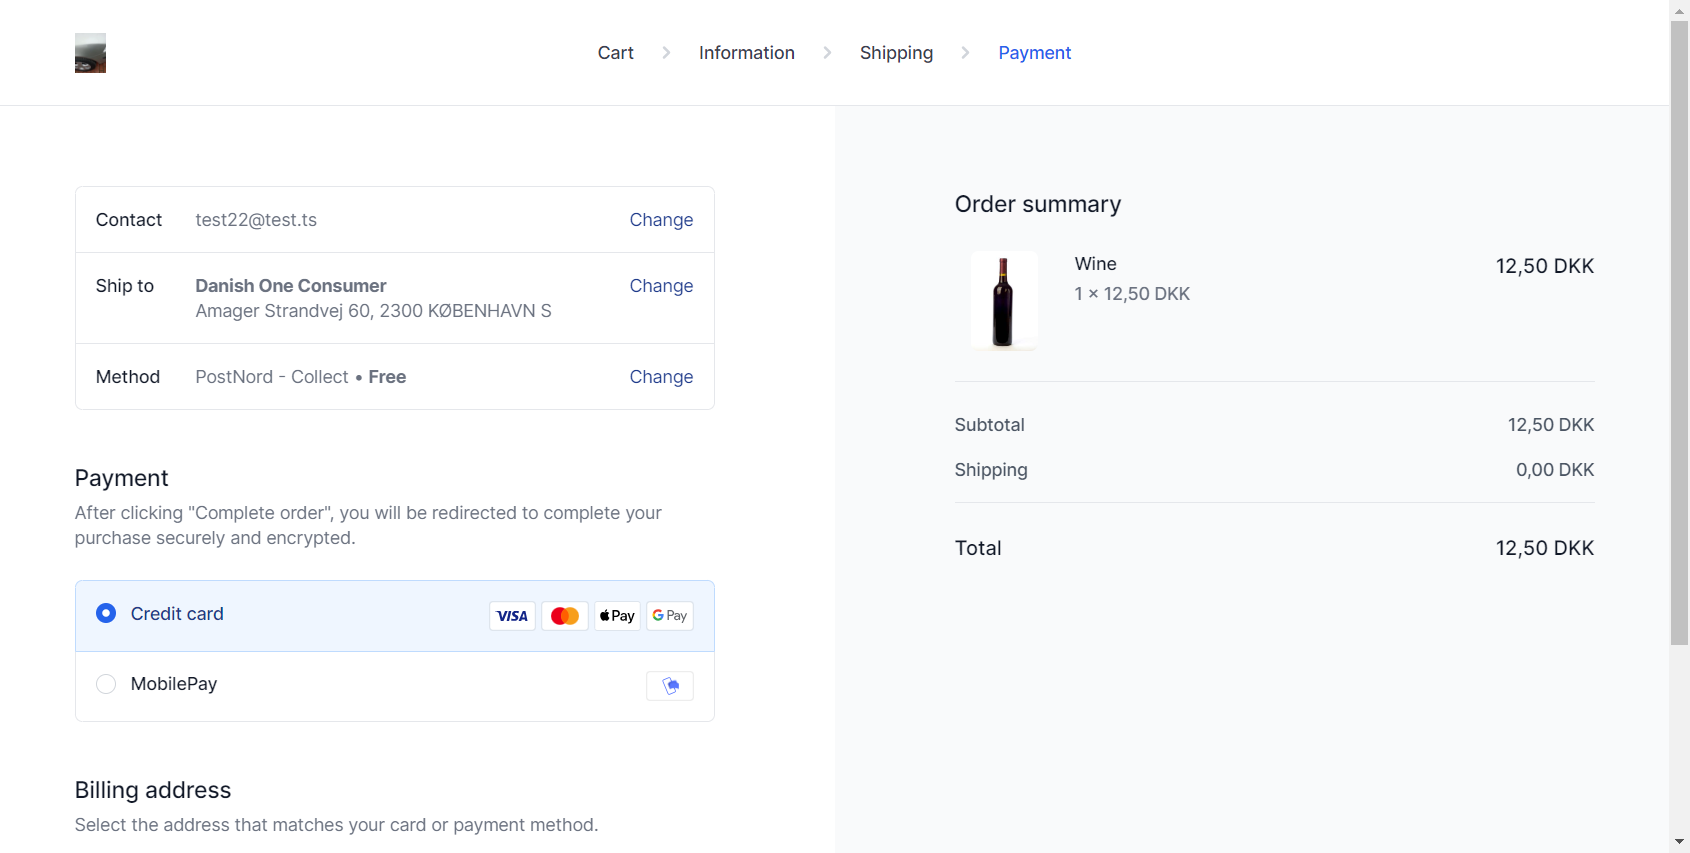 Cart
Information
Shipping
Payment
Contact
test22@test.ts
Change
Ship to
Danish One Consumer
Change
Amager Strandvej 60, 2300 KØBENHAVN S
Method
PostNord - Collect • Free
Change
Payment
After clicking "Complete order", you will be redirected to complete your
purchase securely and encrypted.
Credit card
VISA
Pay
G Pay
MobilePay
Billing address
Select the address that matches your card or payment method.
Order summary
Wine
12,50 DKK
1 × 12,50 DKK
Subtotal
12,50 DKK
Shipping
0,00 DKK
Total
12,50 DKK